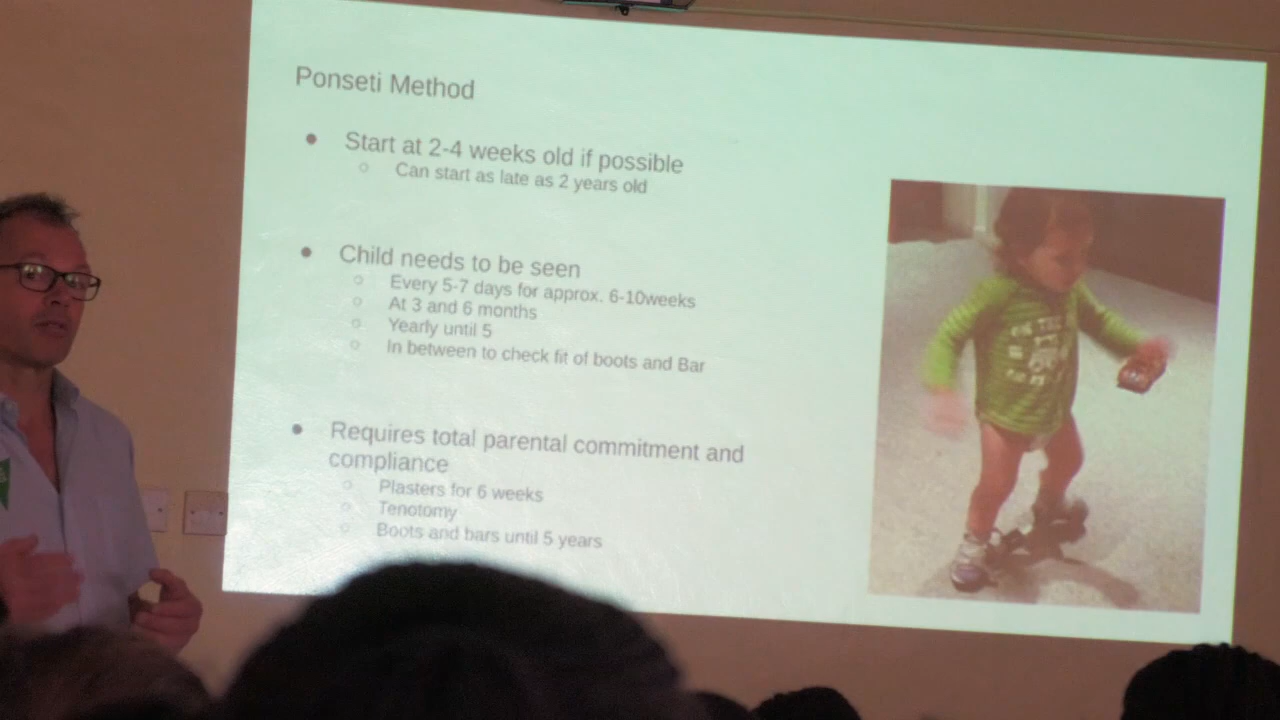 Ponseti Method
Start at 2-4 weeks old if possible
Can start as late as 2 years old
Child needs to be seen
Every 5-7 days for approx. 6-10weeks
At 3 and 6 months
Yearly until 5
In between to check fit of boots and Bar
Requires total parental commitment and
compliance
Plasters for 6 weeks
Tenotomy
Boots and bars until 5 years